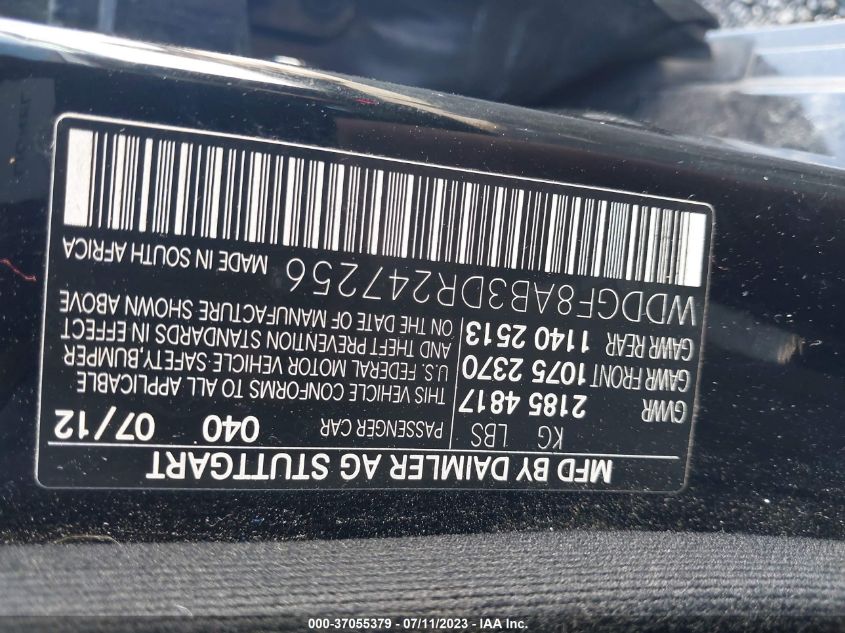 MFD BY DAIMLER AG STUTTGART
KG LBS PASSENGER CAR 040 07/12
GVWR 2185 4817
GAWR FRONT 1075 2370
GAWR REAR 1140 2513
THIS VEHICLE CONFORMS TO ALL APPLICABLE
U.S. FEDERAL MOTOR VEHICLE SAFETY,BUMPER
AND THEFT PREVENTION STANDARDS IN EFFECT
ON THE DATE OF MANUFACTURE SHOWN ABOVE
WDDGF8AB3DR247256 MADE IN SOUTH AFRICA
000-37055379 - 07/11/2023 - IAA Inc.